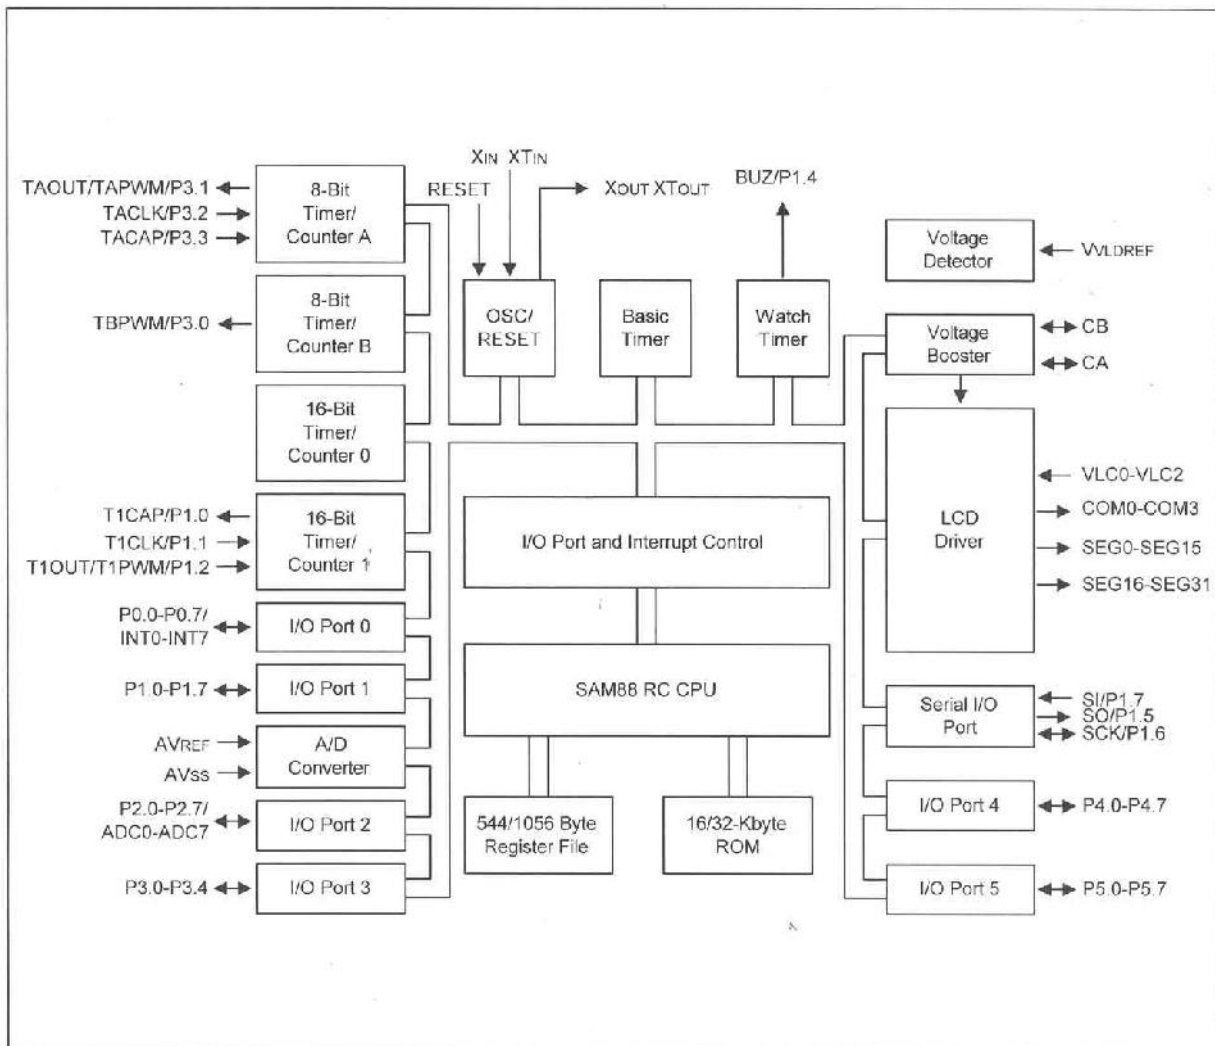 XIN XTIN
RESET
XOUT XTOUT
BUZ/P1.4
TAOUT/TAPWM/P3.1
TACLK/P3.2
TACAP/P3.3
8-Bit
Timer/
Counter A
TBPWM/P3.0
8-Bit
Timer/
Counter B
16-Bit
Timer/
Counter 0
T1CAP/P1.0
T1CLK/P1.1
T1OUT/T1PWM/P1.2
16-Bit
Timer/
Counter 1
P0.0-P0.7/
INT0-INT7
I/O Port 0
P1.0-P1.7
I/O Port 1
AVREF
AVSS
A/D
Converter
P2.0-P2.7/
ADC0-ADC7
I/O Port 2
P3.0-P3.4
I/O Port 3
OSC/
RESET
Basic
Timer
Watch
Timer
I/O Port and Interrupt Control
SAM88 RC CPU
544/1056 Byte
Register File
16/32-Kbyte
ROM
Voltage
Detector
VVLDREF
Voltage
Booster
CB
CA
LCD
Driver
VLC0-VLC2
COM0-COM3
SEG0-SEG15
SEG16-SEG31
Serial I/O
Port
SI/P1.7
SO/P1.5
SCK/P1.6
I/O Port 4
P4.0-P4.7
I/O Port 5
P5.0-P5.7